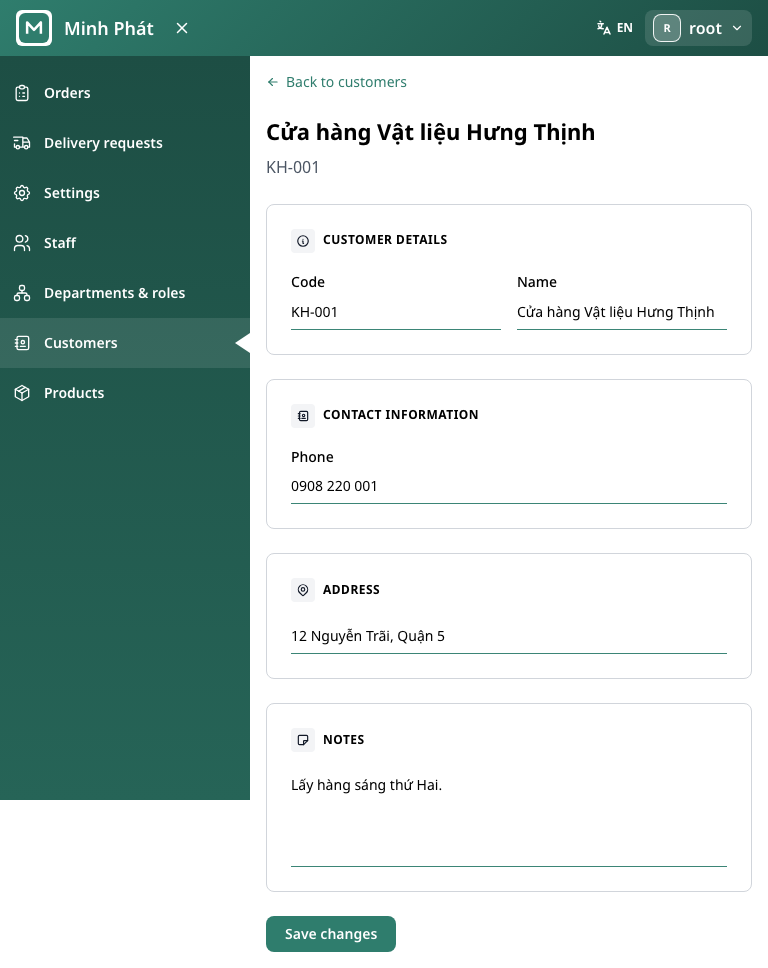 Minh Phát
EN
R
root
Orders
Delivery requests
Settings
Staff
Departments & roles
Customers
Products
Back to customers
Cửa hàng Vật liệu Hưng Thịnh
KH-001
CUSTOMER DETAILS
Code
Name
KH-001
Cửa hàng Vật liệu Hưng Thịnh
CONTACT INFORMATION
Phone
0908 220 001
ADDRESS
12 Nguyễn Trãi, Quận 5
NOTES
Lấy hàng sáng thứ Hai.
Save changes